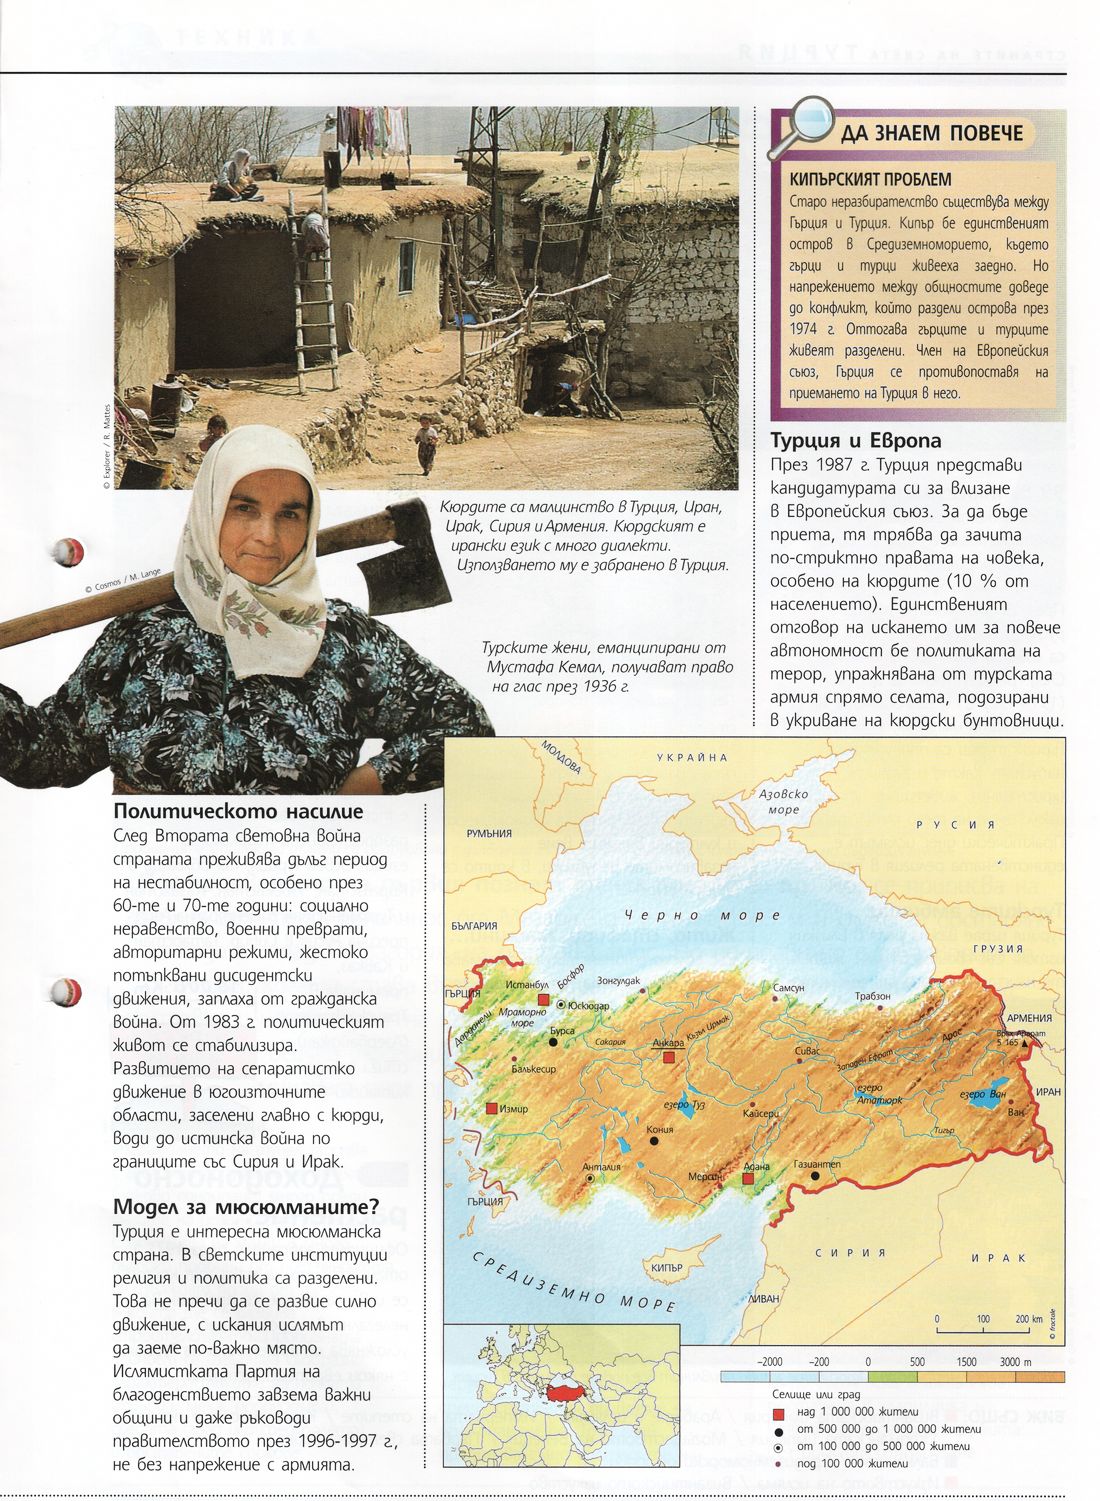 © Explorer / R. Mattes
Кюрдите са малцинство в Турция, Иран,
Ирак, Сирия и Армения. Кюрдският е
ирански език с много диалекти.
Използването му е забранено в Турция.
© Cosmos / M. Lange
Турските жени, еманципирани от
Мустафа Кемал, получават право
на глас през 1936 г.
ДА ЗНАЕМ ПОВЕЧЕ
КИПЪРСКИЯТ ПРОБЛЕМ
Старо неразбирателство съществува между
Гърция и Турция. Кипър бе единственият
остров в Средиземноморието, където
гърци и турци живееха заедно. Но
напрежението между общностите доведе
до конфликт, който раздели острова през
1974 г. Оттогава гърците и турците
живеят разделени. Член на Европейския
съюз, Гърция се противопоставя на
приемането на Турция в него.
Турция и Европа
През 1987 г. Турция представи
кандидатурата си за влизане
в Европейския съюз. За да бъде
приета, тя трябва да зачита
по-стриктно правата на човека,
особено на кюрдите (10 % от
населението). Единственият
отговор на искането им за повече
автономност бе политиката на
терор, упражнявана от турската
армия спрямо селата, подозирани
в укриване на кюрдски бунтовници.
Политическото насилие
След Втората световна война
страната преживява дълъг период
на нестабилност, особено през
60-те и 70-те години: социално
неравенство, военни преврати,
авторитарни режими, жестоко
потъпквани дисидентски
движения, заплаха от гражданска
война. От 1983 г. политическият
живот се стабилизира.
Развитието на сепаратистко
движение в югоизточните
области, заселени главно с кюрди,
води до истинска война по
границите със Сирия и Ирак.
Модел за мюсюлманите?
Турция е интересна мюсюлманска
страна. В светските институции
религия и политика са разделени.
Това не пречи да се развие силно
движение, с искания ислямът
да заеме по-важно място.
Ислямистката Партия на
благоденствието завзема важни
общини и даже ръководи
правителството през 1996-1997 г.,
не без напрежение с армията.
МОЛДОВА
УКРАЙНА
Азовско
море
РУМЪНИЯ
РУСИЯ
БЪЛГАРИЯ
Черно море
ГРУЗИЯ
ГЪРЦИЯ
Истанбул
Босфор
Зонгулдак
Самсун
Трабзон
Юскюдар
Мраморно
море
Дарданели
АРМЕНИЯ
Бурса
Сакария
Анкара
Къзъл Ирмак
Сивас
Западен Ефрат
Арас
Връх Арарат
5 165
Балъкесир
ИРАН
Измир
езеро Туз
Кайсери
езеро
Ататюрк
езеро Ван
Ван
Кония
Тигър
Анталия
Мерсин
Адана
Газиантеп
ГЪРЦИЯ
СИРИЯ
ИРАК
КИПЪР
СРЕДИЗЕМНО МОРЕ
ЛИВАН
0 100 200 km
© fractale
–2000 –200 0 500 1500 3000 m
Селище или град
над 1 000 000 жители
от 500 000 до 1 000 000 жители
от 100 000 до 500 000 жители
под 100 000 жители